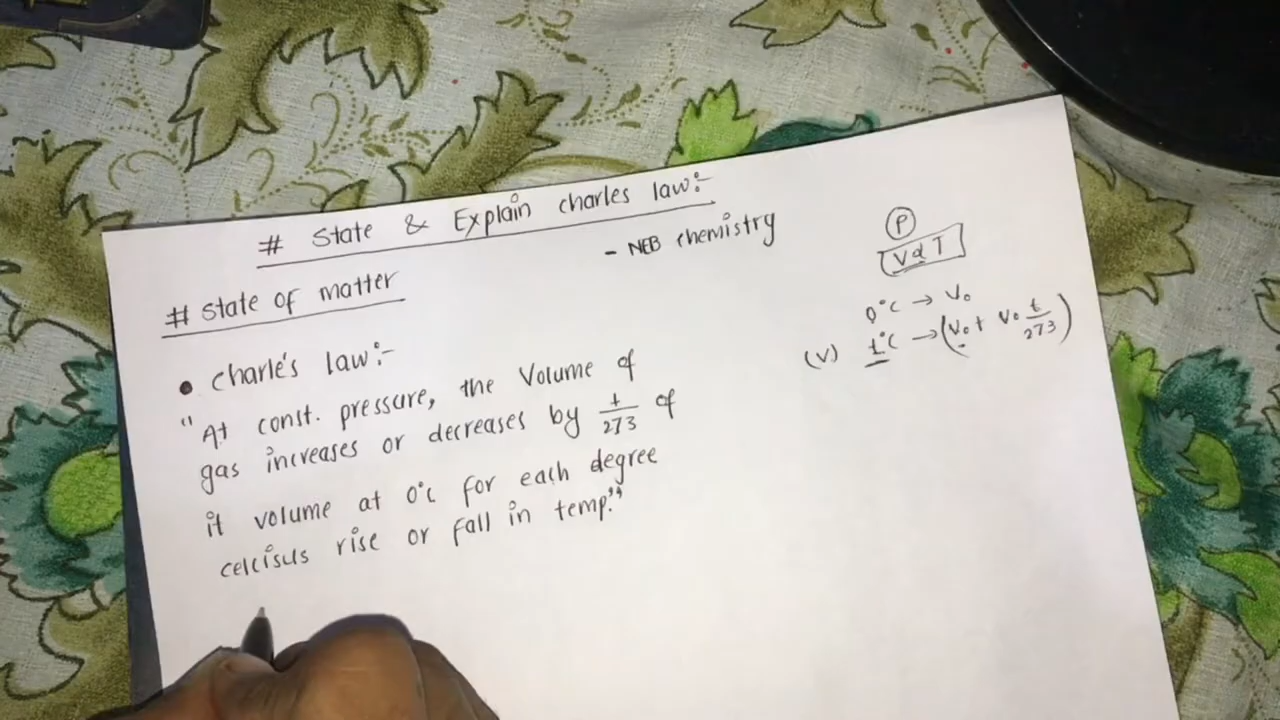 # State & Explain charles law:-
- NEB chemistry
# State of matter
• Charle's law:-
"At const. pressure, the Volume of
gas increases or decreases by t/273 of
it volume at 0°c for each degree
celcisus rise or fall in temp."
P
V α T
0°c → V₀
(V) t°c → (V₀ + V₀ t/273)